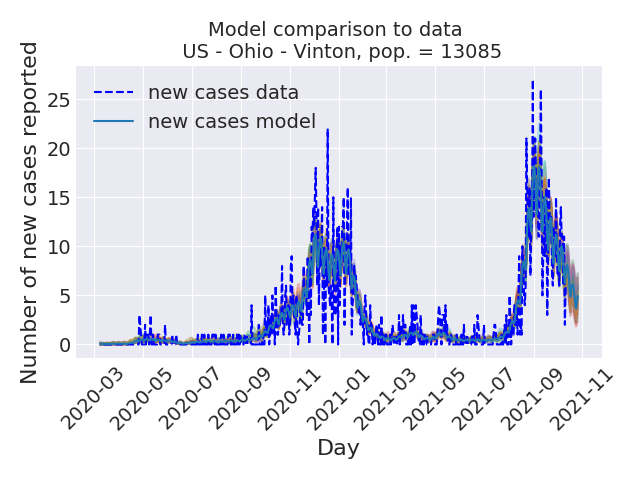 Model comparison to data
US - Ohio - Vinton, pop. = 13085
Number of new cases reported
new cases data
new cases model
25
20
15
10
5
0
2020-03
2020-05
2020-07
2020-09
2020-11
2021-01
2021-03
2021-05
2021-07
2021-09
2021-11
Day